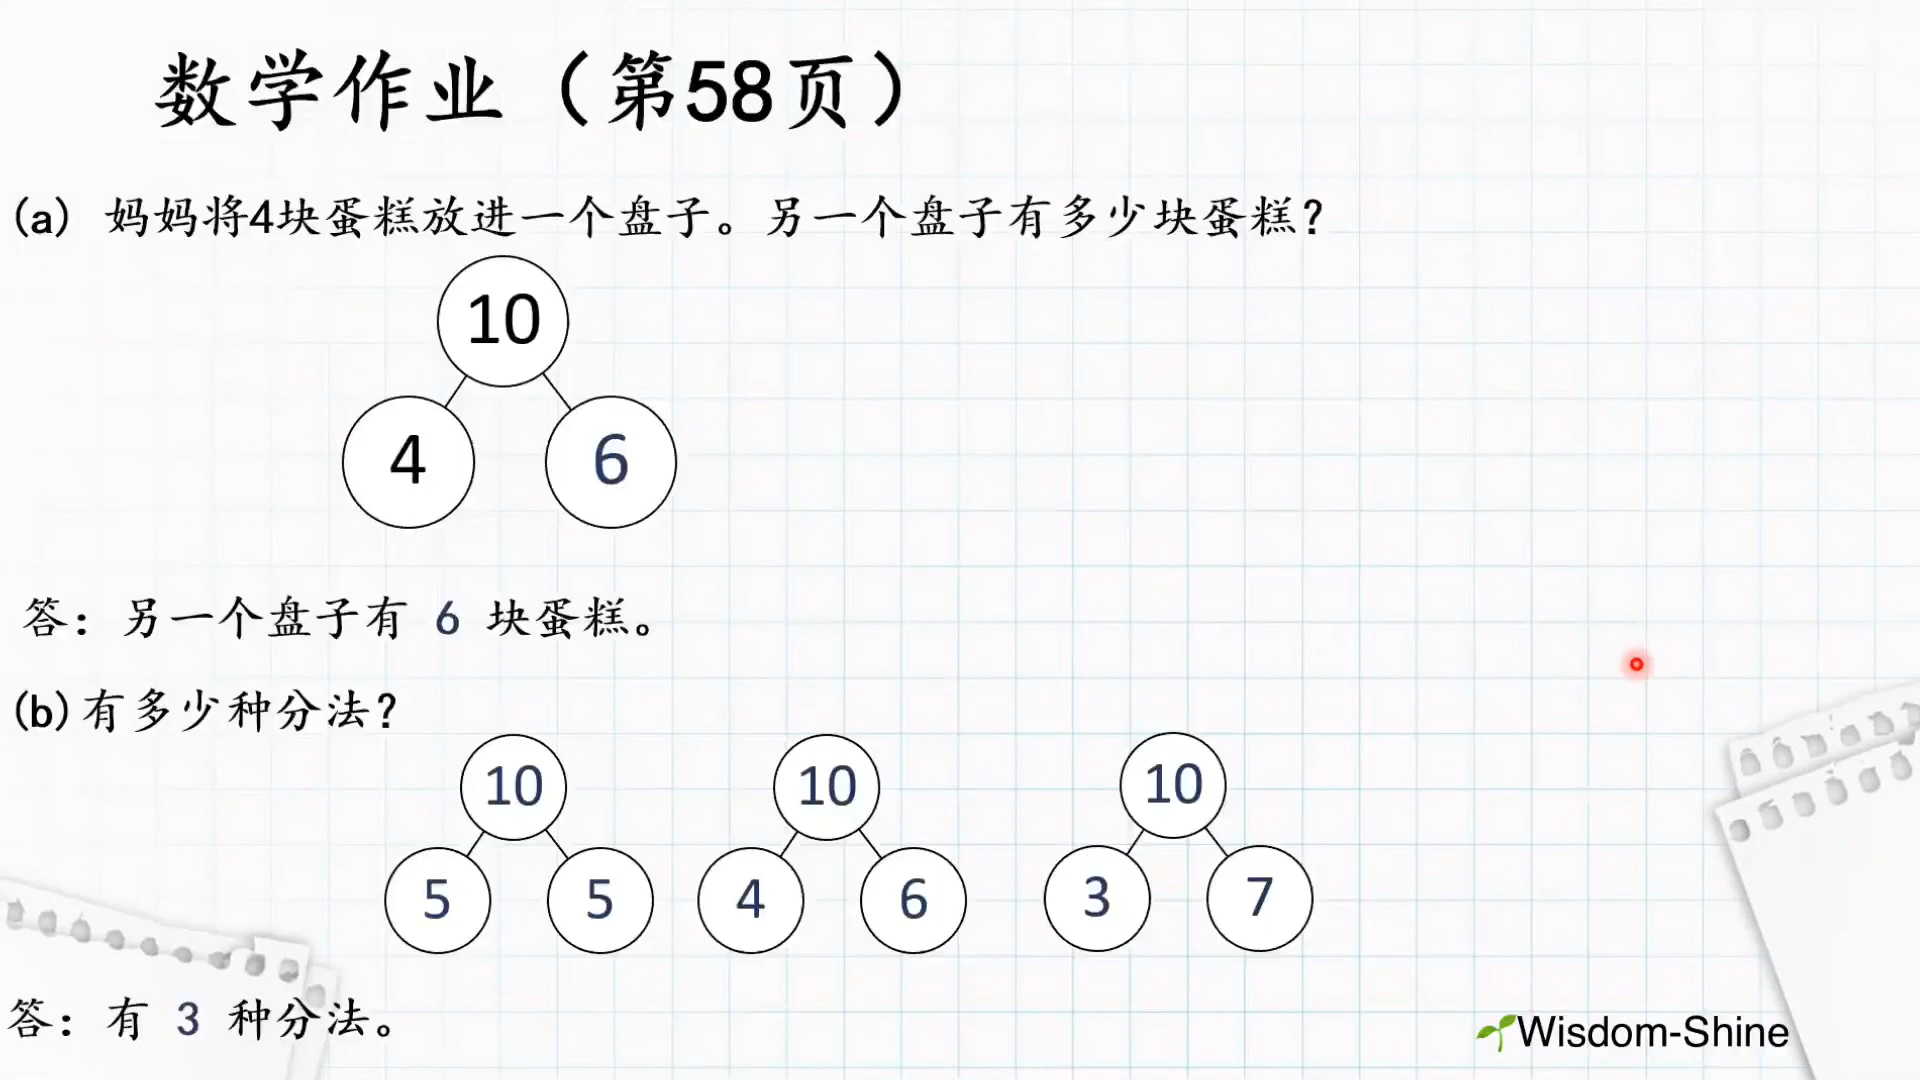 数学作业（第58页）
(a) 妈妈将4块蛋糕放进一个盘子。另一个盘子有多少块蛋糕？
10
4 6
答：另一个盘子有 6 块蛋糕。
(b)有多少种分法？
10 10 10
5 5 4 6 3 7
答：有 3 种分法。
Wisdom-Shine